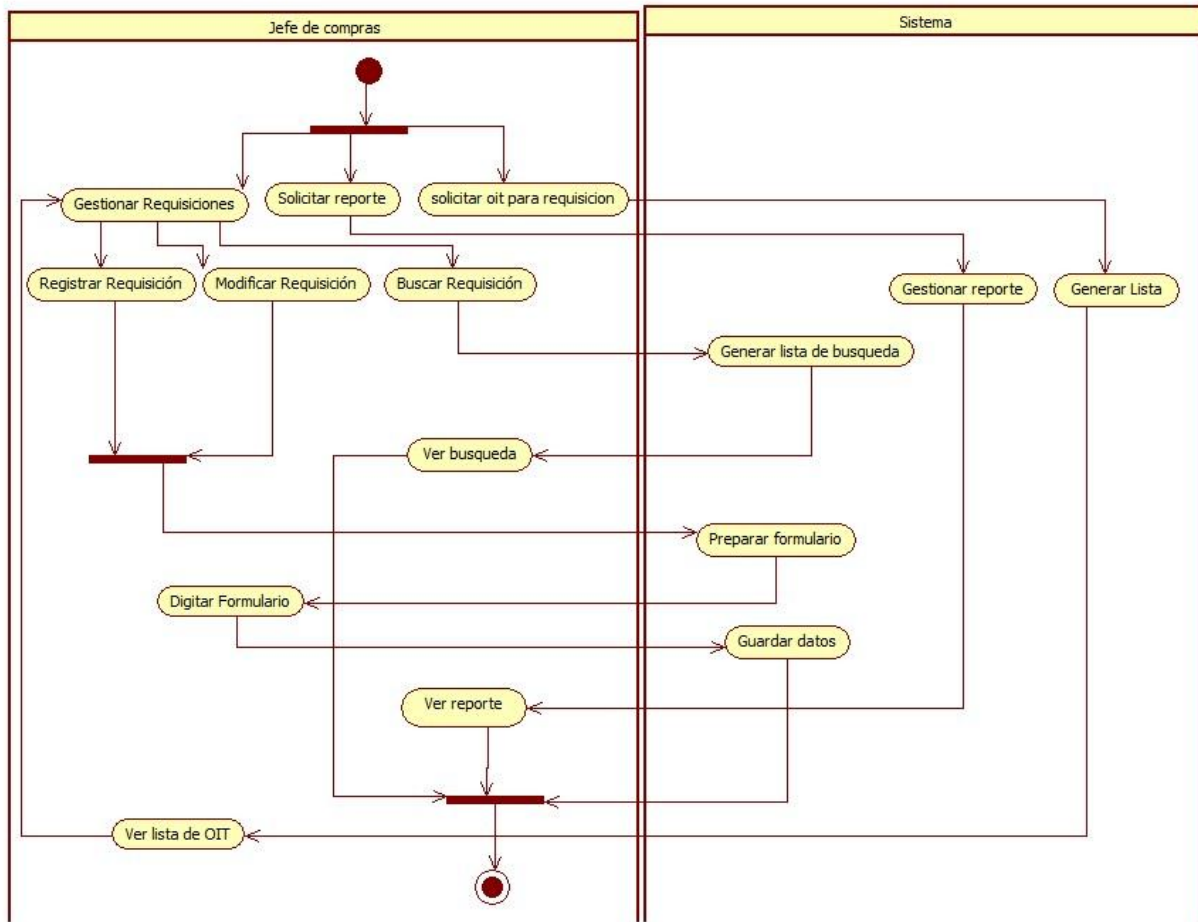 Jefe de compras
Sistema
Gestionar Requisiciones
Solicitar reporte
solicitar oit para requisicion
Registrar Requisición
Modificar Requisición
Buscar Requisición
Gestionar reporte
Generar Lista
Generar lista de busqueda
Ver busqueda
Preparar formulario
Digitar Formulario
Guardar datos
Ver reporte
Ver lista de OIT